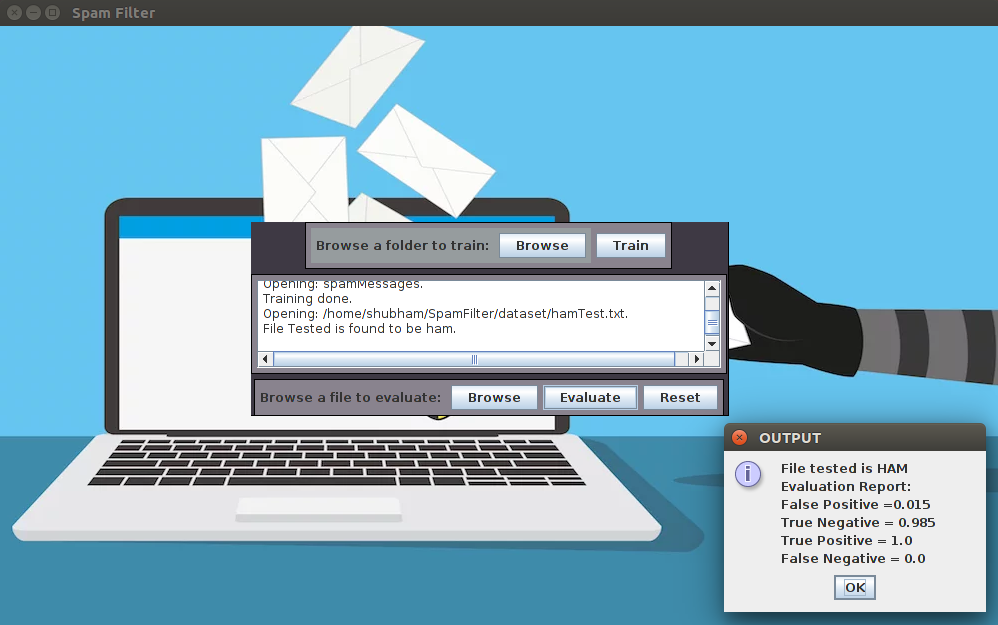 Spam Filter
Browse a folder to train: Browse Train
Opening: spamMessages.
Training done.
Opening: /home/shubham/SpamFilter/dataset/hamTest.txt.
File Tested is found to be ham.
Browse a file to evaluate: Browse Evaluate Reset
OUTPUT
File tested is HAM
Evaluation Report:
False Positive =0.015
True Negative = 0.985
True Positive = 1.0
False Negative = 0.0
OK